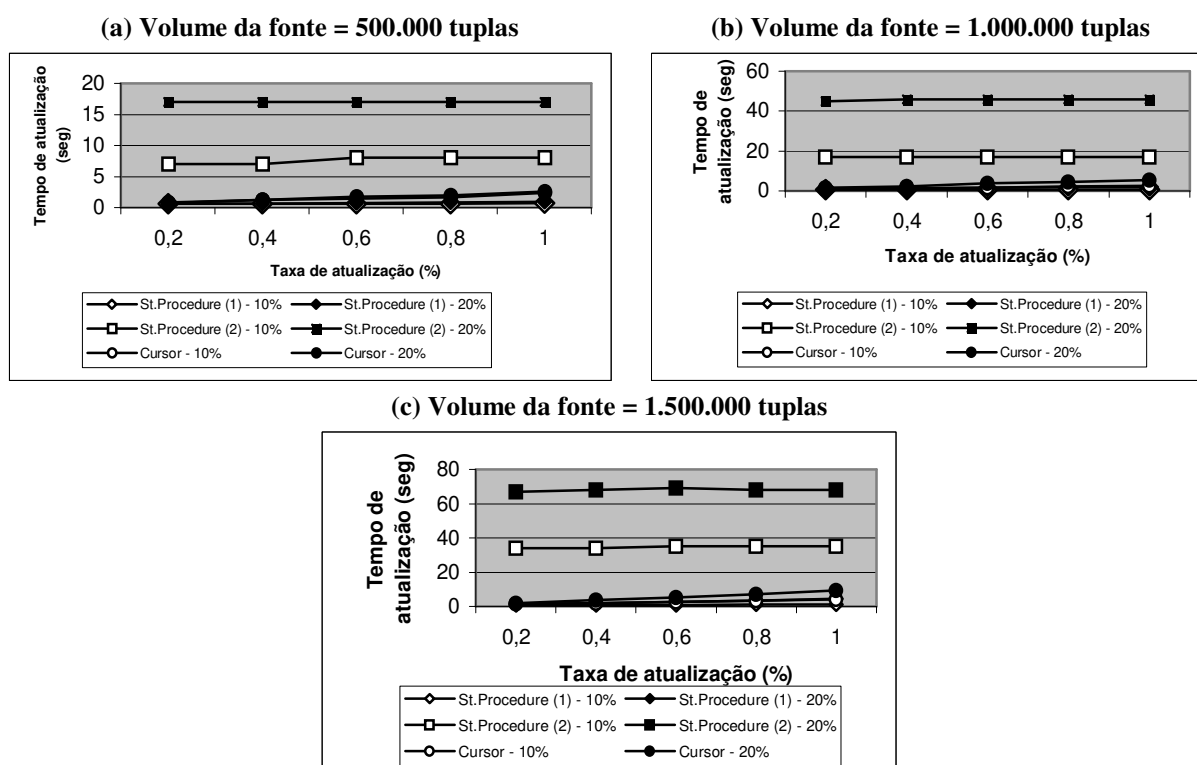 (a) Volume da fonte = 500.000 tuplas
Tempo de atualização
(seg)
20
15
10
5
0
0,2 0,4 0,6 0,8 1
Taxa de atualização (%)
St.Procedure (1) - 10% St.Procedure (1) - 20%
St.Procedure (2) - 10% St.Procedure (2) - 20%
Cursor - 10% Cursor - 20%
(b) Volume da fonte = 1.000.000 tuplas
Tempo de
atualização (seg)
60
40
20
0
0,2 0,4 0,6 0,8 1
Taxa de atualização (%)
St.Procedure (1) - 10% St.Procedure (1) - 20%
St.Procedure (2) - 10% St.Procedure (2) - 20%
Cursor - 10% Cursor - 20%
(c) Volume da fonte = 1.500.000 tuplas
Tempo de
atualização (seg)
80
60
40
20
0
0,2 0,4 0,6 0,8 1
Taxa de atualização (%)
St.Procedure (1) - 10% St.Procedure (1) - 20%
St.Procedure (2) - 10% St.Procedure (2) - 20%
Cursor - 10% Cursor - 20%